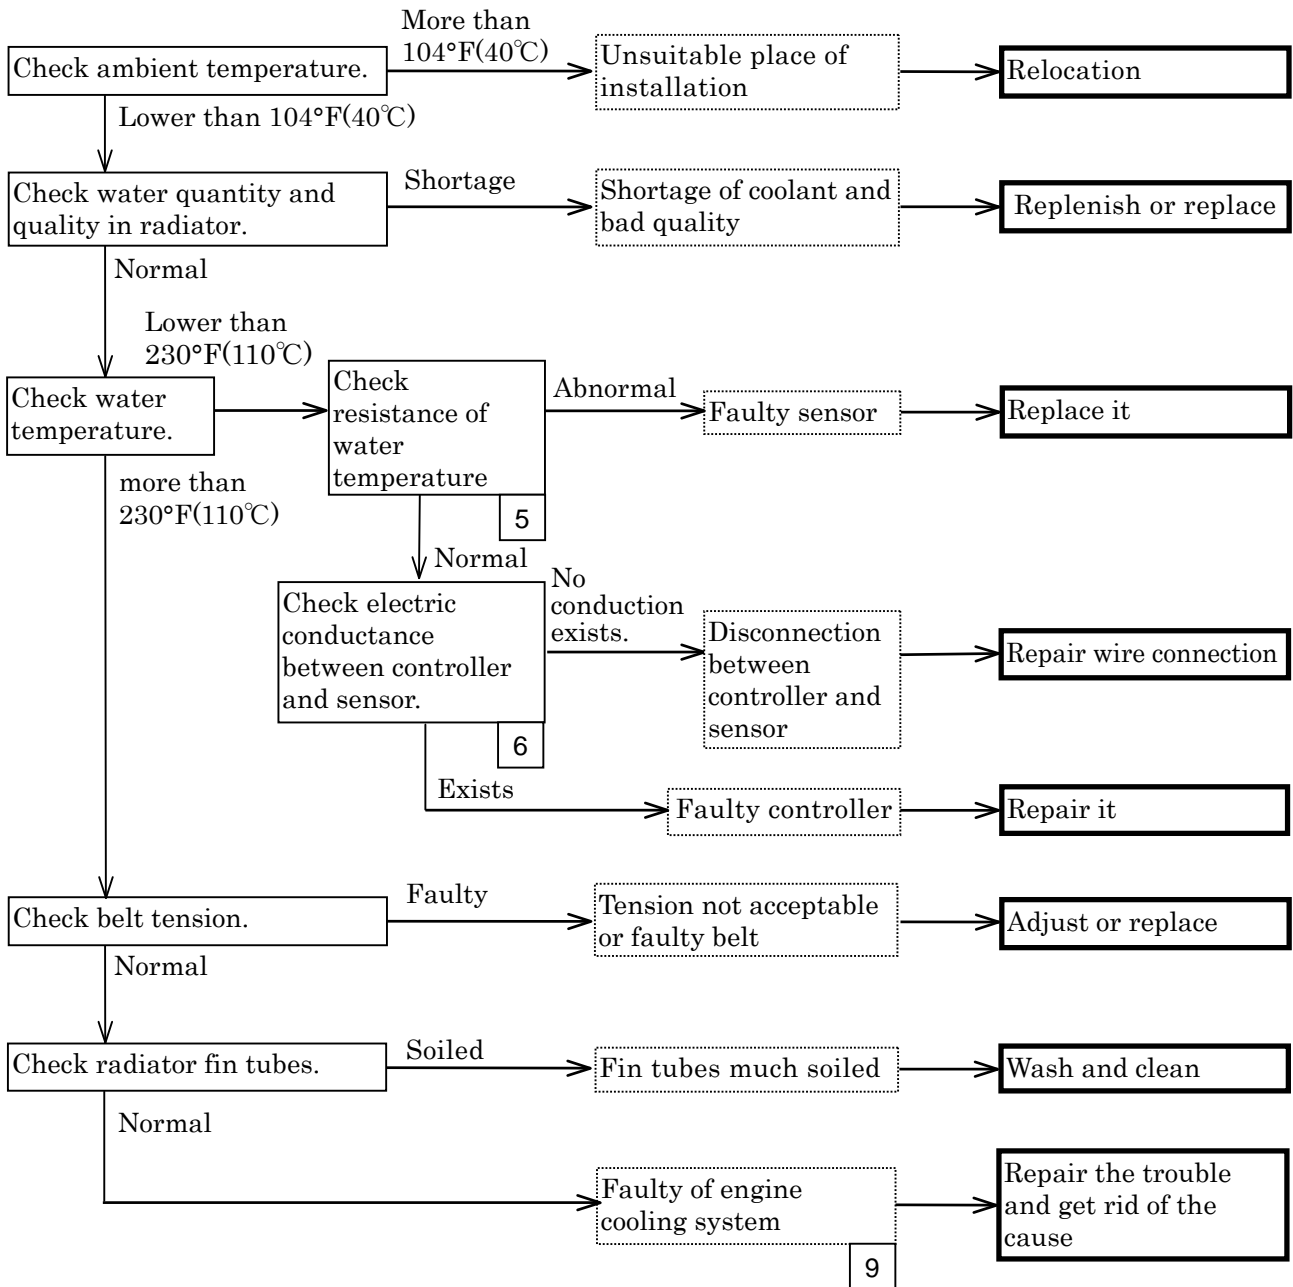 More than
104°F(40℃)
Check ambient temperature.
Unsuitable place of
installation
Relocation
Lower than 104°F(40℃)
Check water quantity and
quality in radiator.
Shortage
Shortage of coolant and
bad quality
Replenish or replace
Normal
Lower than
230°F(110℃)
Check water
temperature.
Check
resistance of
water
temperature
5
Abnormal
Faulty sensor
Replace it
more than
230°F(110℃)
Normal
Check electric
conductance
between controller
and sensor.
6
No
conduction
exists.
Disconnection
between
controller and
sensor
Repair wire connection
Exists
Faulty controller
Repair it
Check belt tension.
Faulty
Tension not acceptable
or faulty belt
Adjust or replace
Normal
Check radiator fin tubes.
Soiled
Fin tubes much soiled
Wash and clean
Normal
Faulty of engine
cooling system
9
Repair the trouble
and get rid of the
cause